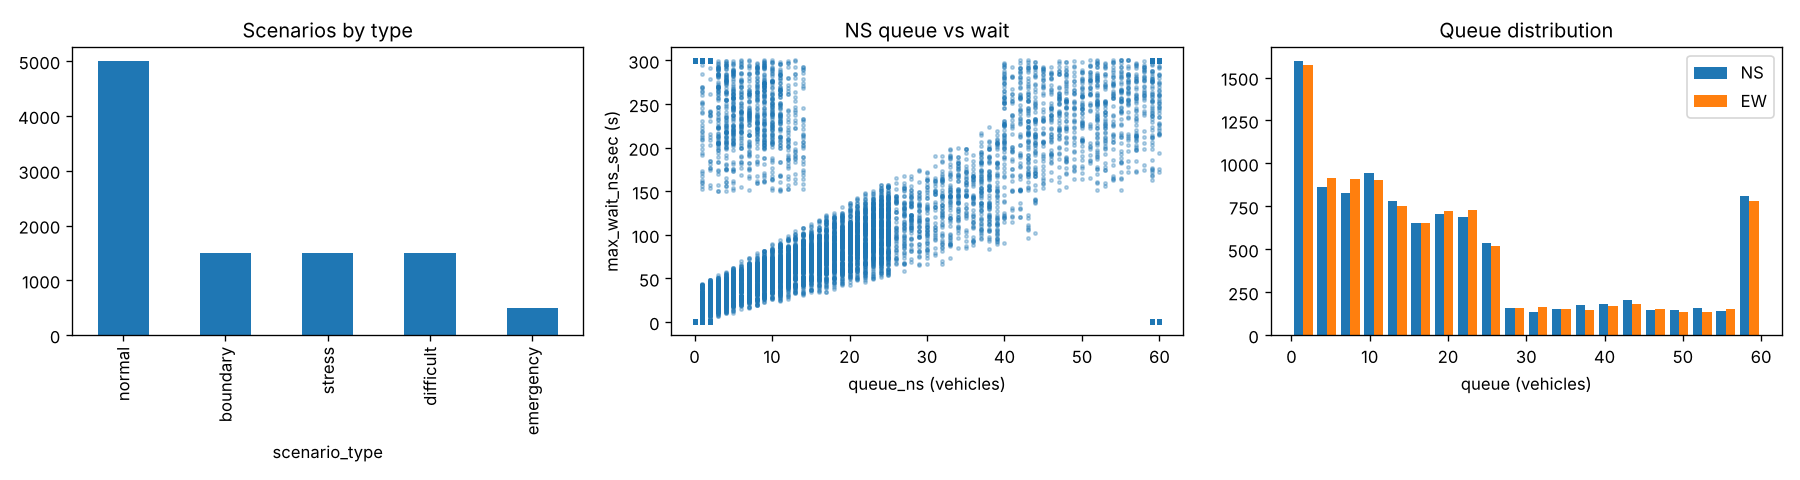 Scenarios by type
5000
4000
3000
2000
1000
0
normal
boundary
stress
difficult
emergency
scenario_type
NS queue vs wait
max_wait_ns_sec (s)
300
250
200
150
100
50
0
0 10 20 30 40 50 60
queue_ns (vehicles)
Queue distribution
NS
EW
1500
1250
1000
750
500
250
0
0 10 20 30 40 50 60
queue (vehicles)